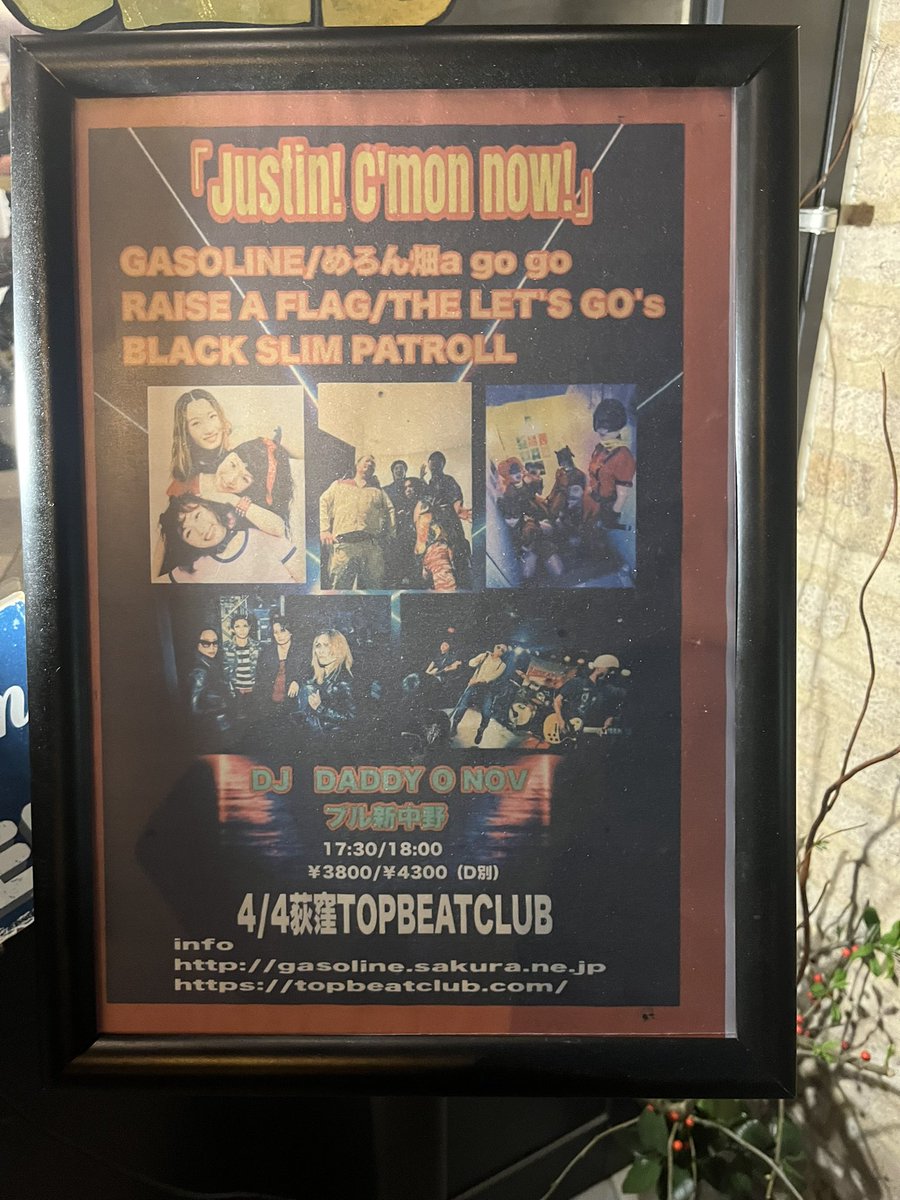 「Justin! C'mon now!」
GASOLINE/めろん畑a go go
RAISE A FLAG/THE LET'S GO's
BLACK SLIM PATROLL
DJ DADDY O NOV
ブル新中野
17:30/18:00
¥3800/¥4300（D別）
4/4荻窪TOPBEATCLUB
info
http://gasoline.sakura.ne.jp
https://topbeatclub.com/